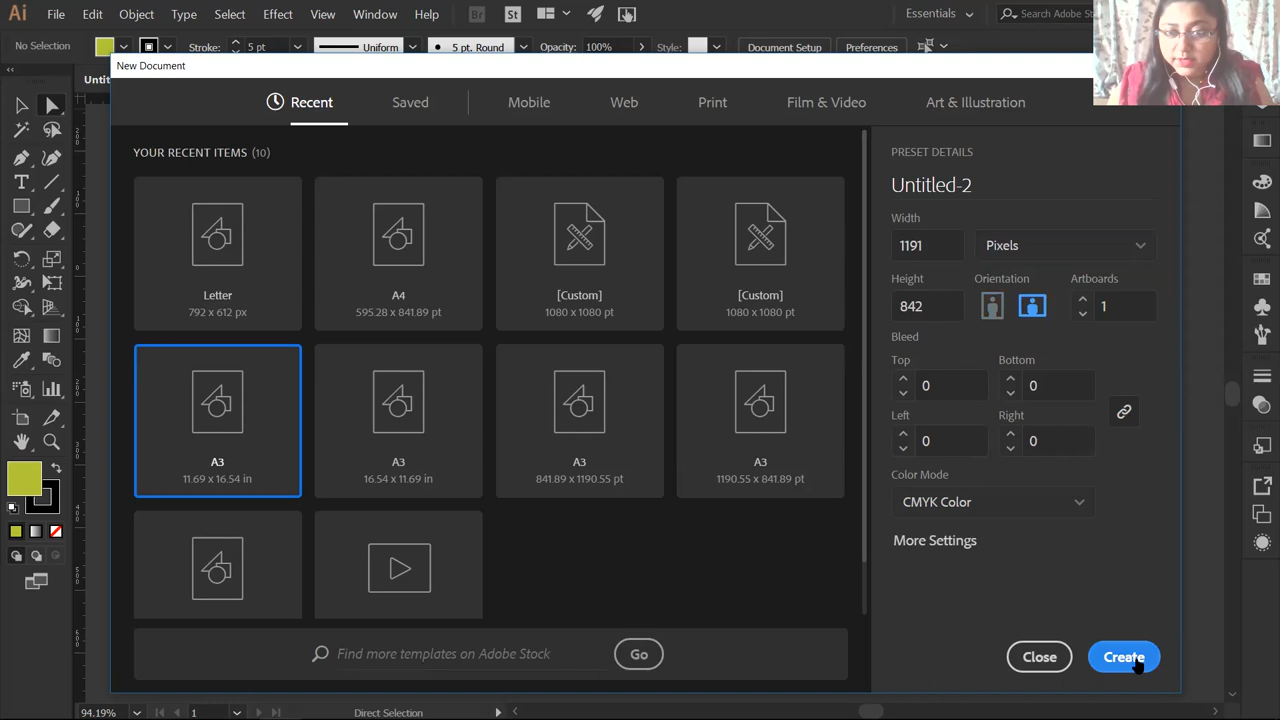 Ai File Edit Object Type Select Effect View Window Help Br St Essentials Search Adobe St
No Selection Stroke: 5 pt Uniform 5 pt. Round Opacity: 100% Style: Document Setup Preferences
New Document
Recent Saved Mobile Web Print Film & Video Art & Illustration
YOUR RECENT ITEMS (10)
Letter
792 x 612 px
A4
595.28 x 841.89 pt
[Custom]
1080 x 1080 pt
[Custom]
1080 x 1080 pt
A3
11.69 x 16.54 in
A3
16.54 x 11.69 in
A3
841.89 x 1190.55 pt
A3
1190.55 x 841.89 pt
Find more templates on Adobe Stock Go
PRESET DETAILS
Untitled-2
Width
1191 Pixels
Height Orientation Artboards
842 1
Bleed
Top Bottom
0 0
Left Right
0 0
Color Mode
CMYK Color
More Settings
Close Create
94.19% 1 Direct Selection